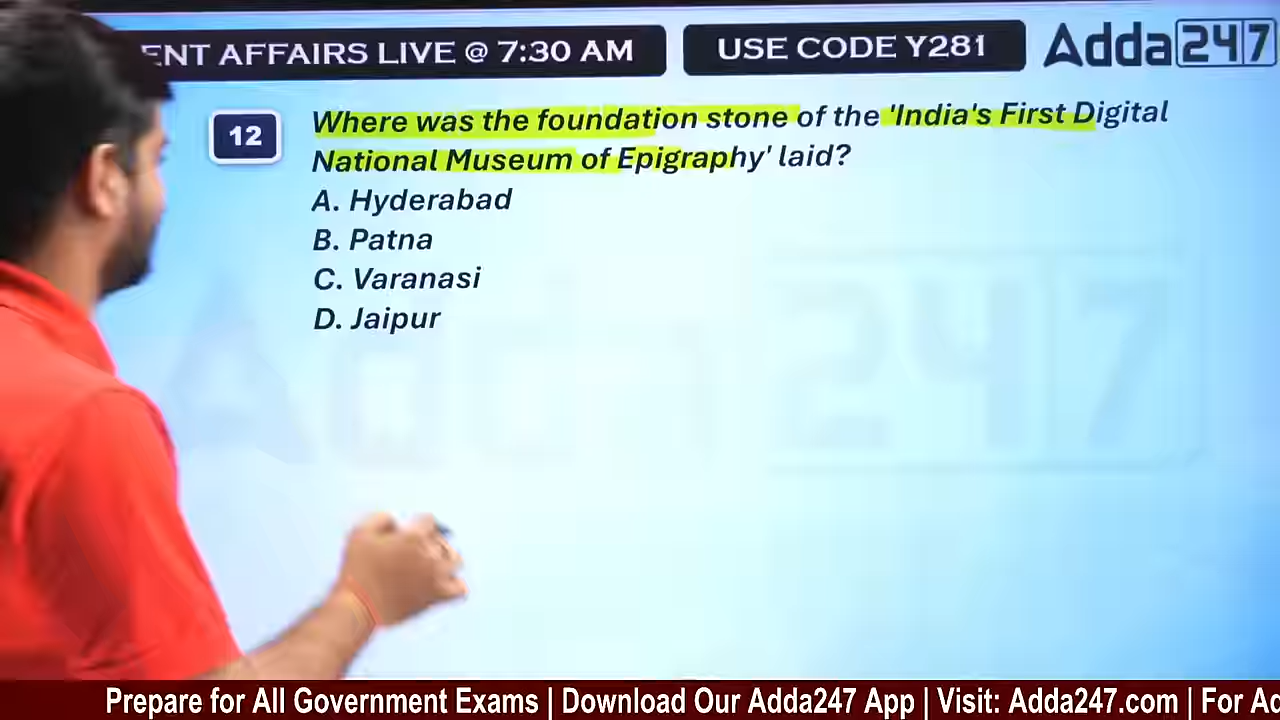 ENT AFFAIRS LIVE @ 7:30 AM
USE CODE Y281
Adda247
12
Where was the foundation stone of the 'India's First Digital
National Museum of Epigraphy' laid?
A. Hyderabad
B. Patna
C. Varanasi
D. Jaipur
Adda247
Prepare for All Government Exams | Download Our Adda247 App | Visit: Adda247.com | For Ad